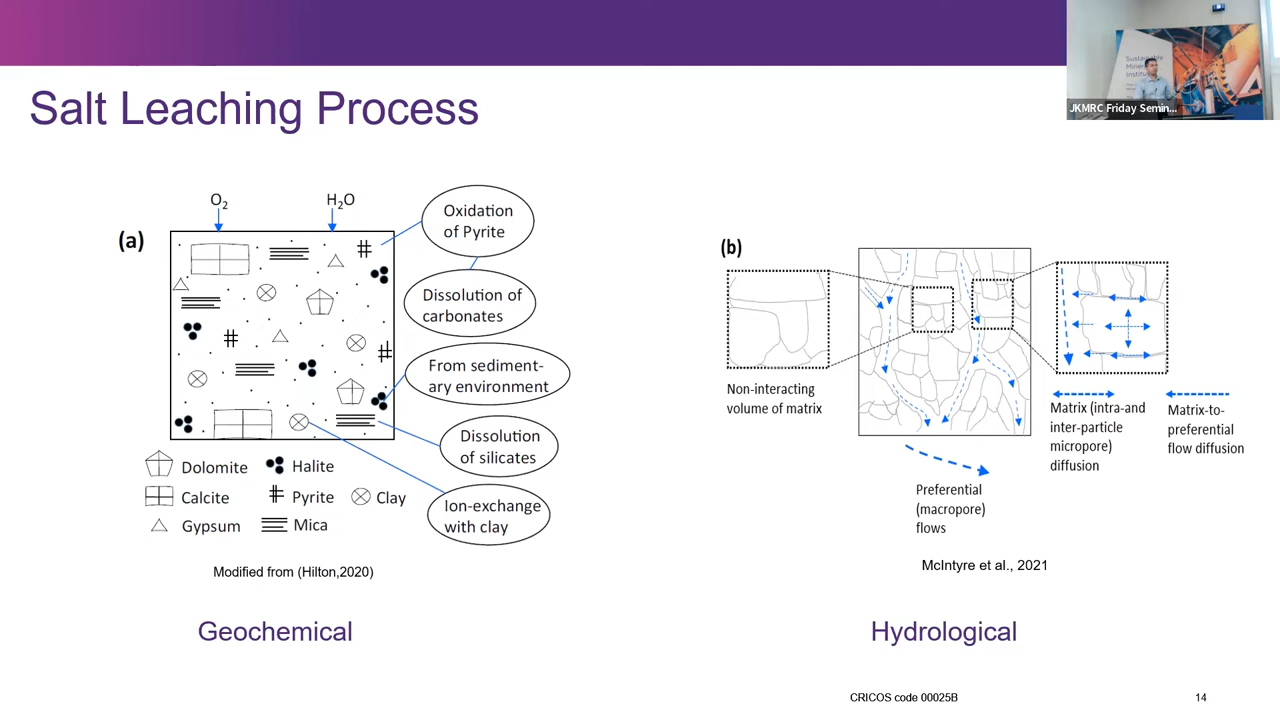 Salt Leaching Process
JKMRC Friday Semin...
Sustainable
(a)
O2
H2O
Oxidation
of Pyrite
Dissolution of
carbonates
From sediment-
ary environment
Dissolution
of silicates
Ion-exchange
with clay
Dolomite
Halite
Calcite
Pyrite
Clay
Gypsum
Mica
Modified from (Hilton,2020)
Geochemical
(b)
Non-interacting
volume of matrix
Matrix (intra-and
inter-particle
micropore)
diffusion
Matrix-to-
preferential
flow diffusion
Preferential
(macropore)
flows
McIntyre et al., 2021
Hydrological
CRICOS code 00025B
14